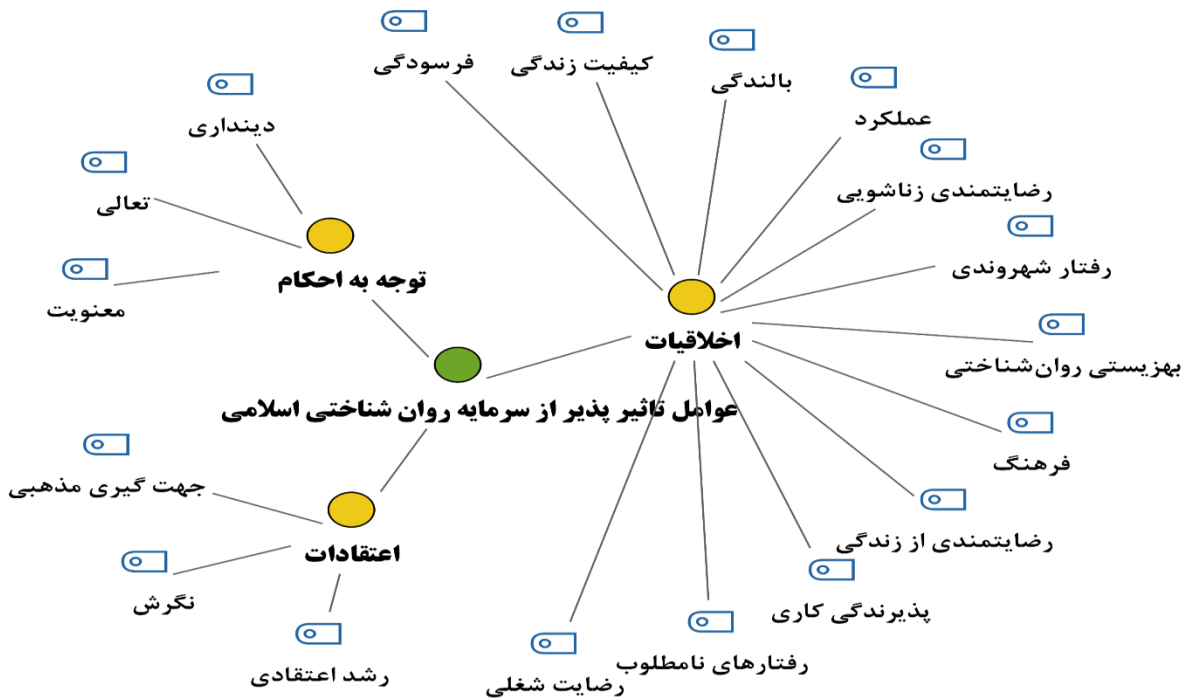 فرسودگی
کیفیت زندگی
بالندگی
عملکرد
رضایتمندی زناشویی
رفتار شهروندی
بهزیستی روان‌شناختی
فرهنگ
رضایتمندی از زندگی
پذیرندگی کاری
رفتارهای نامطلوب
رضایت شغلی
اخلاقیات
دینداری
تعالی
معنویت
توجه به احکام
عوامل تاثیر پذیر از سرمایه روان شناختی اسلامی
جهت گیری مذهبی
نگرش
رشد اعتقادی
اعتقادات